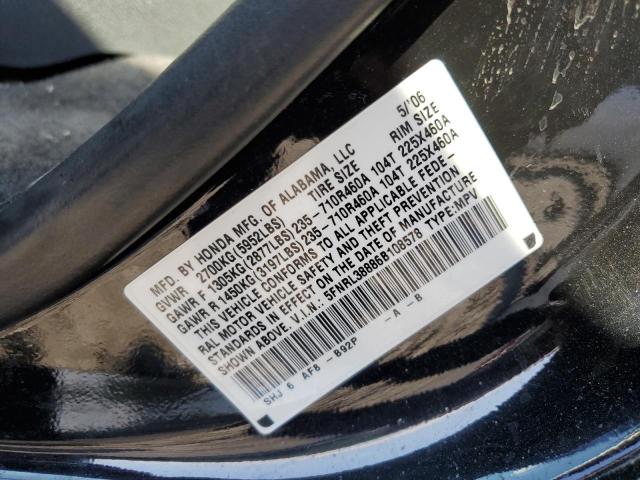 MFD. BY HONDA MFG. OF ALABAMA, LLC 5/'06
GVWR 2700KG(5952LBS) TIRE SIZE RIM SIZE
GAWR F 1305KG(2877LBS)235-710R460A 104T 225X460A
GAWR R 1450KG(3197LBS)235-710R460A 104T 225X460A
THIS VEHICLE CONFORMS TO ALL APPLICABLE FEDE-
RAL MOTOR VEHICLE SAFETY AND THEFT PREVENTION
STANDARDS IN EFFECT ON THE DATE OF MANUFACTURE
SHOWN ABOVE. V.I.N.: 5FNRL38886B108578 TYPE:MPV
SHJ 6 AF8 - B92P - A - B